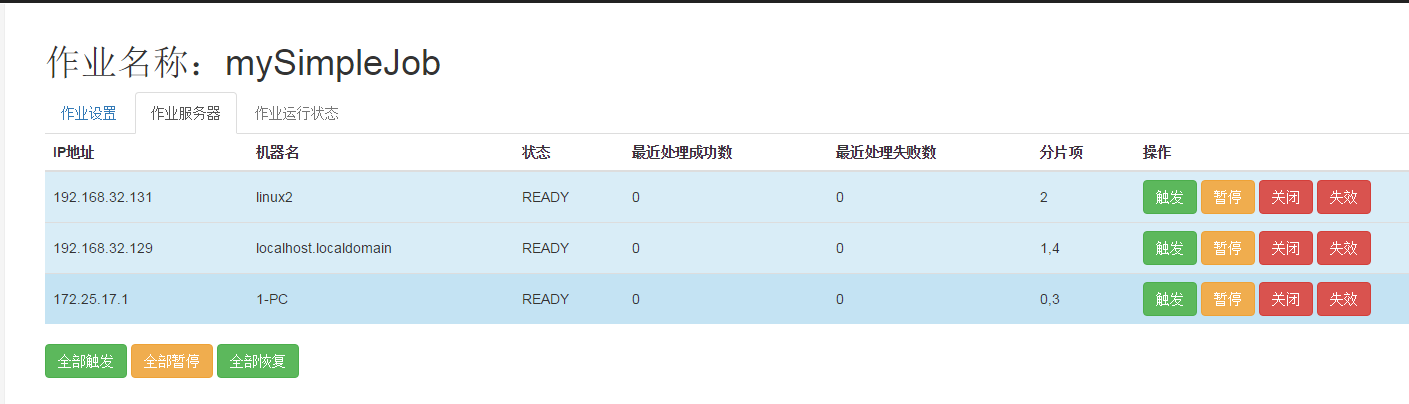 作业名称：mySimpleJob
作业设置 作业服务器 作业运行状态
IP地址 机器名 状态 最近处理成功数 最近处理失败数 分片项 操作
192.168.32.131 linux2 READY 0 0 2 触发 暂停 关闭 失效
192.168.32.129 localhost.localdomain READY 0 0 1,4 触发 暂停 关闭 失效
172.25.17.1 1-PC READY 0 0 0,3 触发 暂停 关闭 失效
全部触发 全部暂停 全部恢复